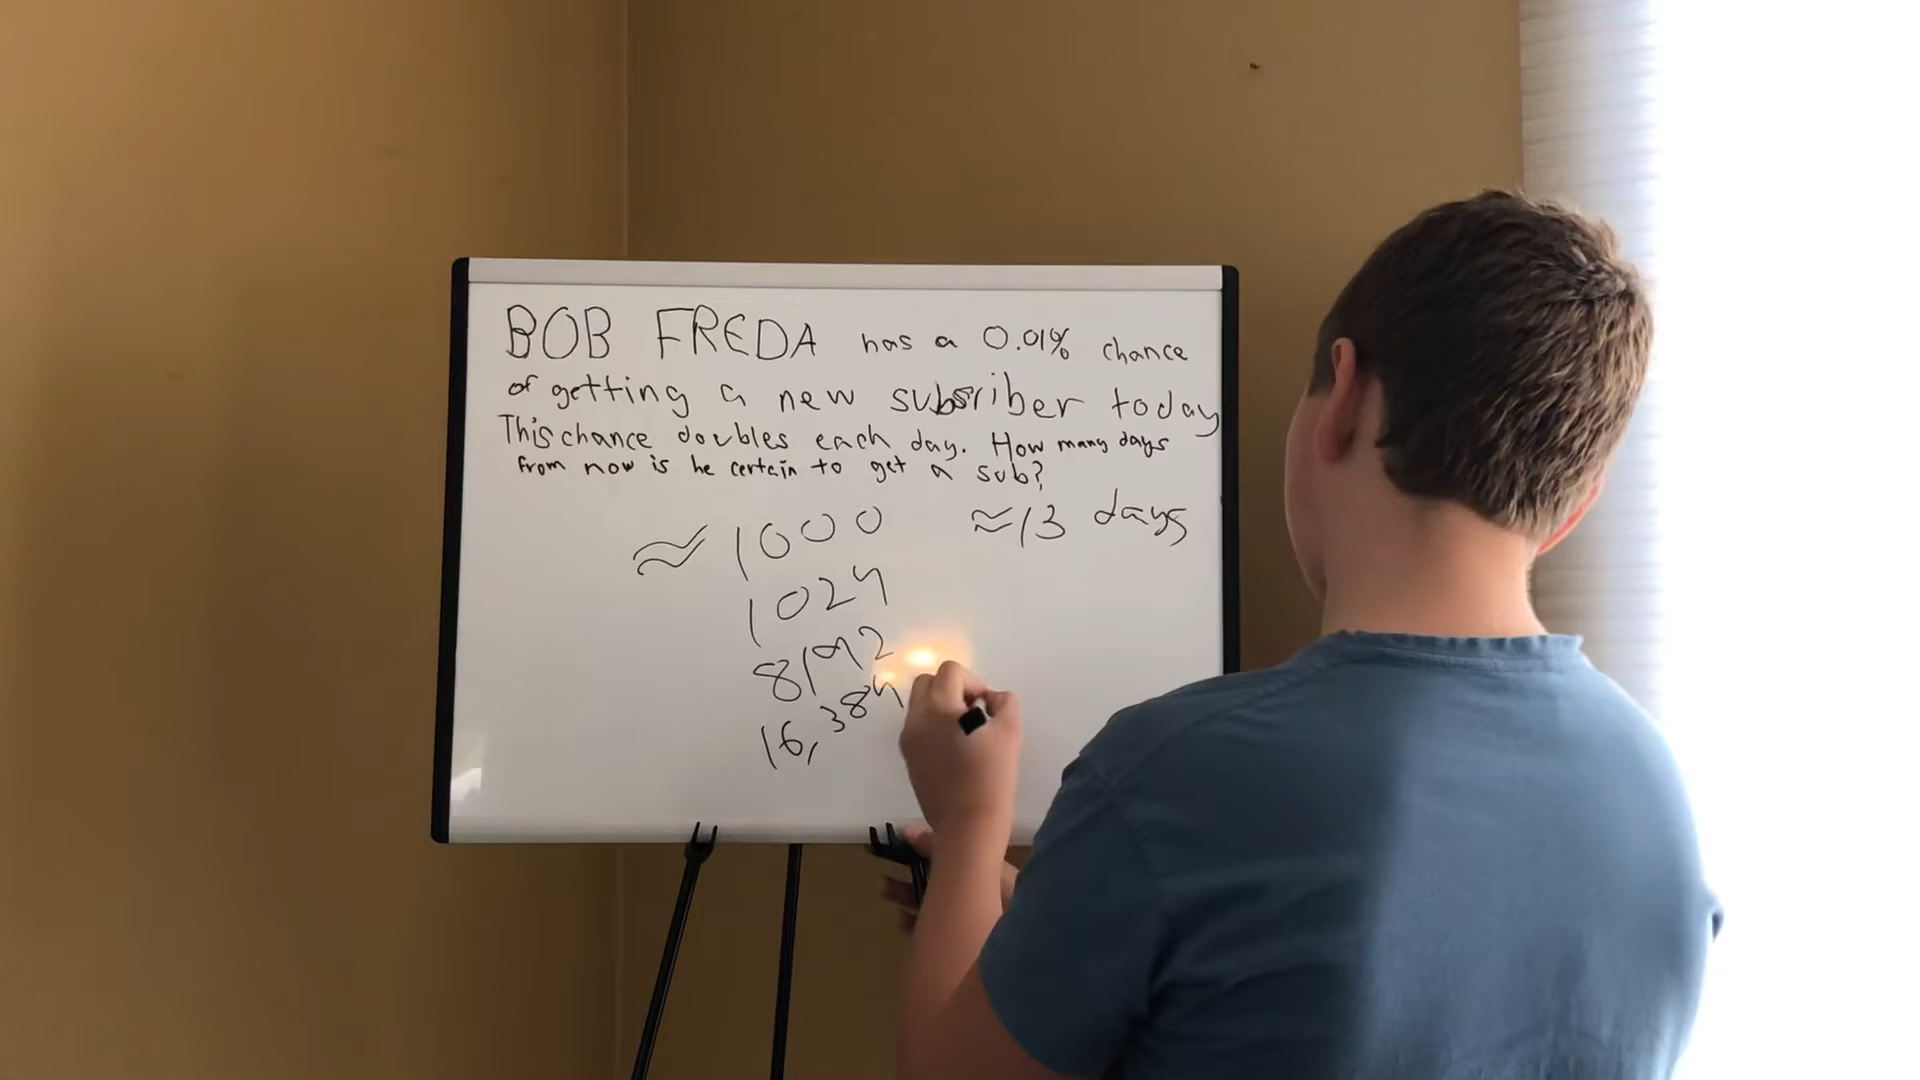 BOB FREDA has a 0.01% chance
of getting a new subsriber today
This chance doubles each day. How many days
from now is he certain to get a sub?
≈1000 ≈13 days
1024
8192
16,384